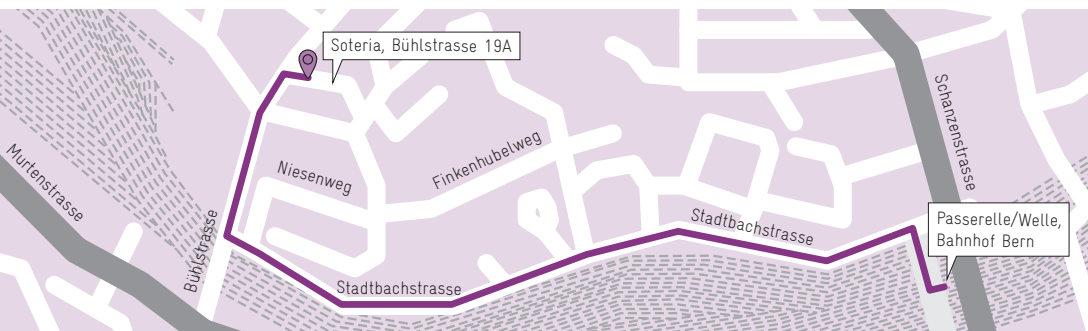 Soteria, Bühlstrasse 19A
Schanzenstrasse
Murtenstrasse
Niesenweg
Finkenhubelweg
Bühlstrasse
Stadtbachstrasse
Passerelle/Welle,
Bahnhof Bern
Stadtbachstrasse